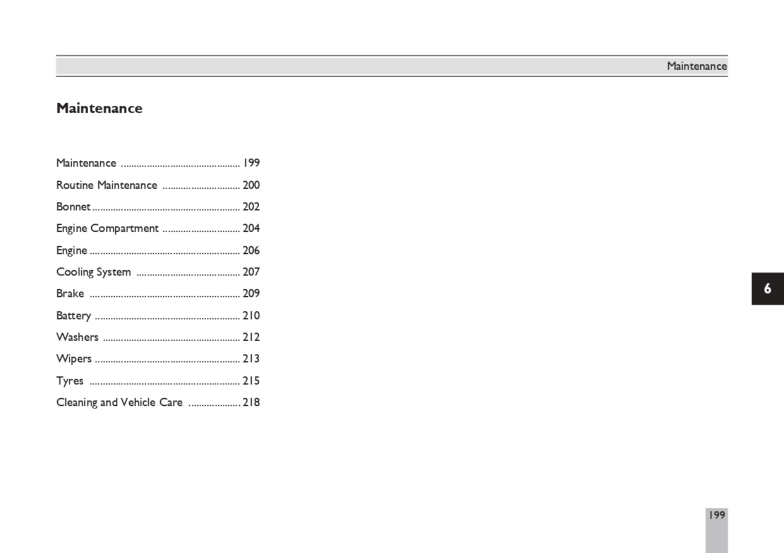 Maintenance
Maintenance
Maintenance ............................................... 199
Routine Maintenance .............................. 200
Bonnet ......................................................... 202
Engine Compartment .............................. 204
Engine .......................................................... 206
Cooling System ........................................ 207
Brake .......................................................... 209
Battery ........................................................ 210
Washers ..................................................... 212
Wipers ........................................................ 213
Tyres .......................................................... 215
Cleaning and Vehicle Care .................... 218
6
199